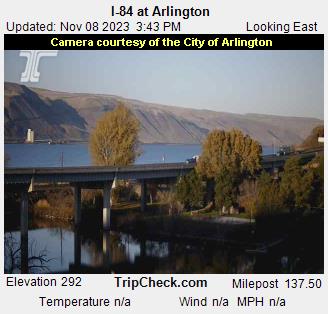 I-84 at Arlington
Updated: Nov 08 2023 3:43 PM Looking East
Camera courtesy of the City of Arlington
Elevation 292 TripCheck.com Milepost 137.50
Temperature n/a Wind n/a MPH n/a